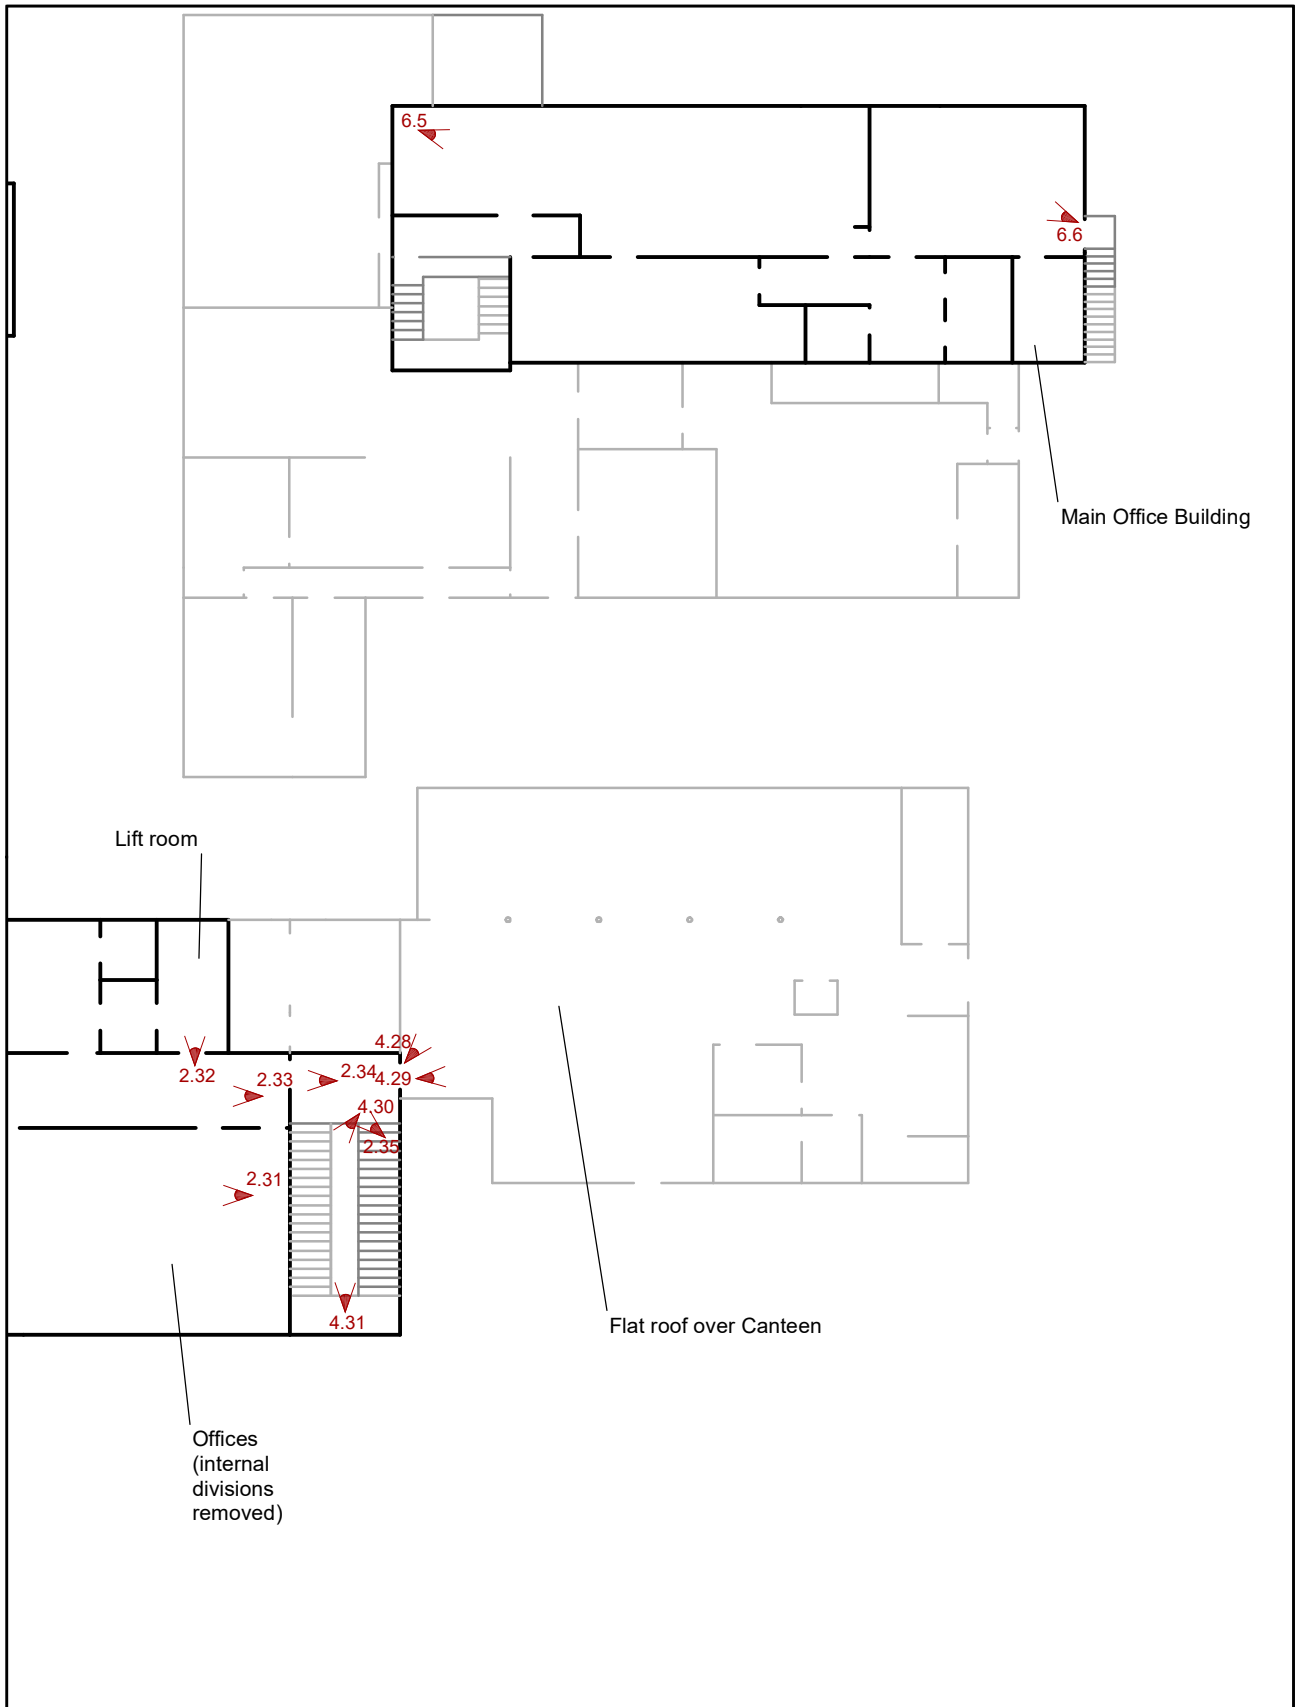 6.5
6.6
Main Office Building
Lift room
4.28
2.32
2.33
2.34
4.29
4.30
2.35
2.31
4.31
Flat roof over Canteen
Offices
(internal
divisions
removed)